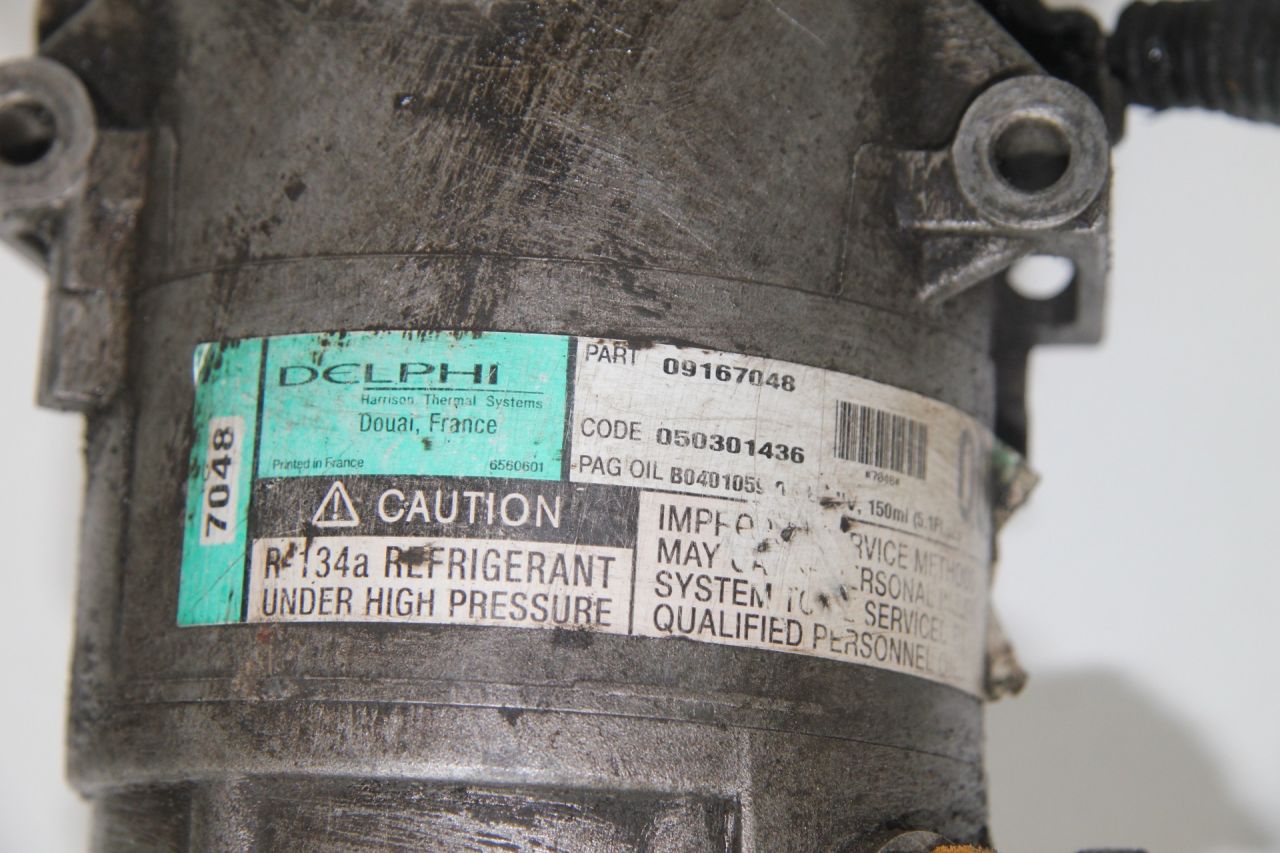 7048
DELPHI
Harrison Thermal Systems
Douai, France
Printed in France 6560601
PART 09167048
CODE 050301436
#7048#
PAG OIL 150ml
CAUTION
R-134a REFRIGERANT
UNDER HIGH PRESSURE
MAY
SYSTEM
QUALIFIED PERSONNEL